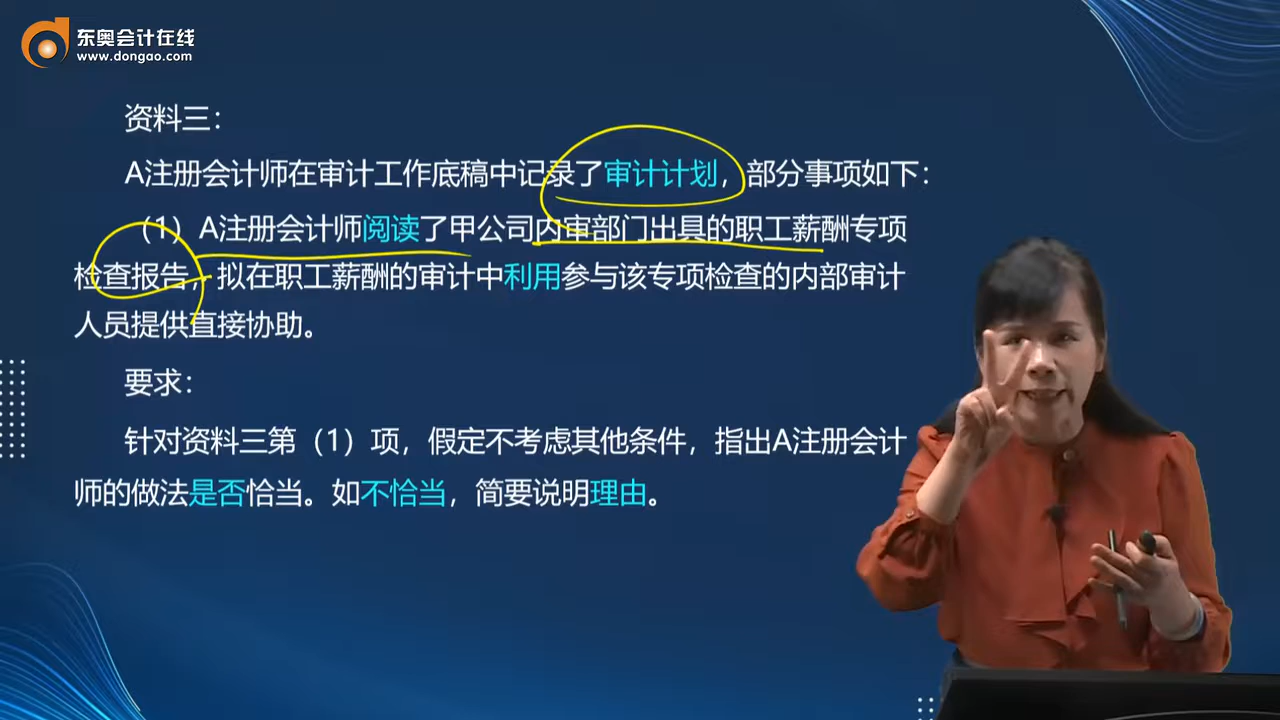 东奥会计在线
www.dongao.com
资料三：
A注册会计师在审计工作底稿中记录了审计计划，部分事项如下：
（1）A注册会计师阅读了甲公司内审部门出具的职工薪酬专项
检查报告，拟在职工薪酬的审计中利用参与该专项检查的内部审计
人员提供直接协助。
要求：
针对资料三第（1）项，假定不考虑其他条件，指出A注册会计
师的做法是否恰当。如不恰当，简要说明理由。